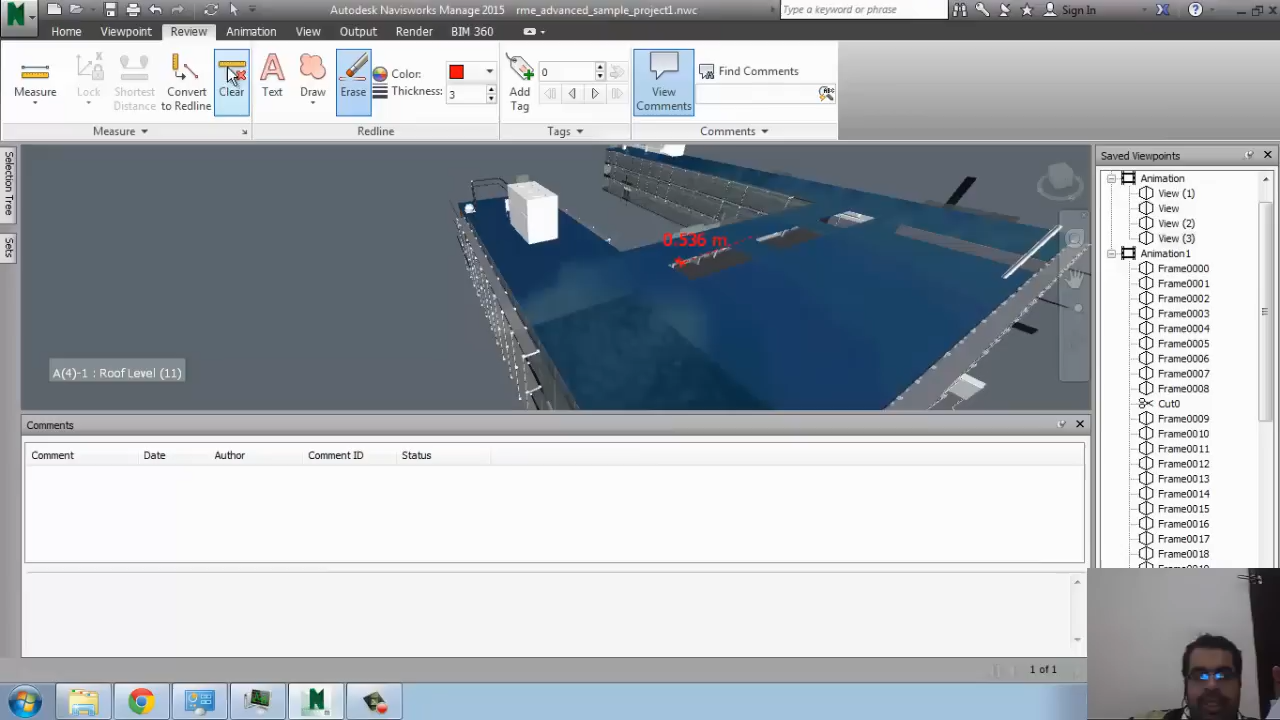 Autodesk Navisworks Manage 2015 rme_advanced_sample_project1.nwc
Type a keyword or phrase
Sign In
Home Viewpoint Review Animation View Output Render BIM 360
Measure
Lock
Shortest Distance
Convert to Redline
Clear
Text
Draw
Erase
Color:
Thickness:
3
Add Tag
0
View Comments
Find Comments
Measure
Redline
Tags
Comments
Selection Tree
Sets
0.536 m
A(4)-1 : Roof Level (11)
Saved Viewpoints
Animation
View (1)
View
View (2)
View (3)
Animation1
Frame0000
Frame0001
Frame0002
Frame0003
Frame0004
Frame0005
Frame0006
Frame0007
Frame0008
Cut0
Frame0009
Frame0010
Frame0011
Frame0012
Frame0013
Frame0014
Frame0015
Frame0016
Frame0017
Frame0018
Comments
Comment Date Author Comment ID Status
1 of 1